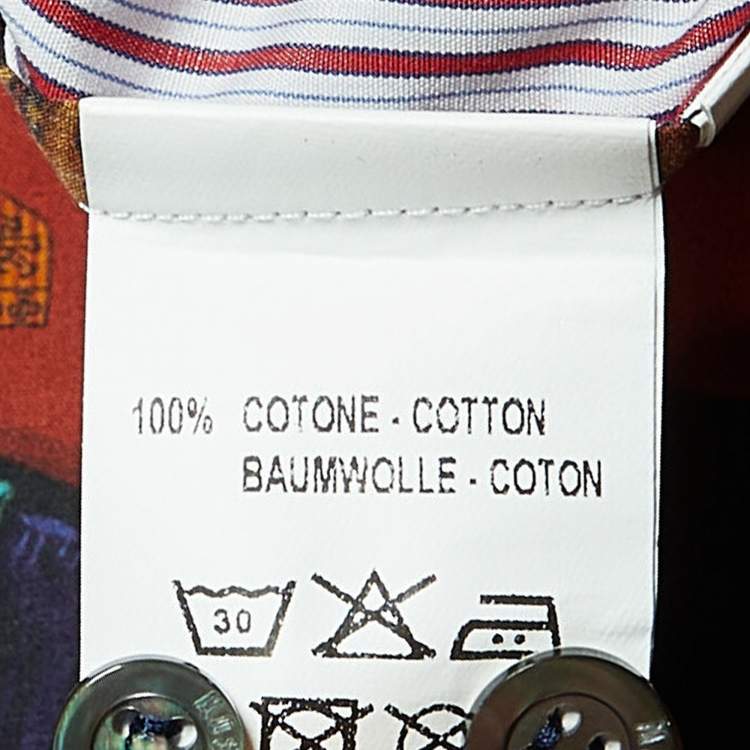 100% COTONE - COTTON
BAUMWOLLE - COTON
30